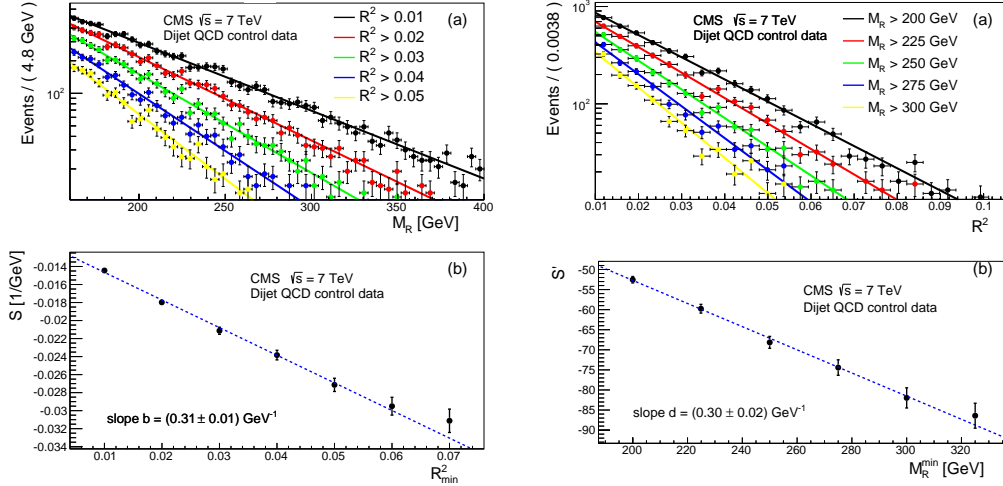 CMS √s = 7 TeV
Dijet QCD control data
(a)
R² > 0.01
R² > 0.02
R² > 0.03
R² > 0.04
R² > 0.05
Events / ( 4.8 GeV )
10²
200
250
300
350
400
M_R [GeV]
CMS √s = 7 TeV
Dijet QCD control data
(a)
M_R > 200 GeV
M_R > 225 GeV
M_R > 250 GeV
M_R > 275 GeV
M_R > 300 GeV
Events / ( 0.0038 )
10³
10²
0.01
0.02
0.03
0.04
0.05
0.06
0.07
0.08
0.09
0.1
R²
(b)
CMS √s = 7 TeV
Dijet QCD control data
S [1/GeV]
-0.014
-0.016
-0.018
-0.02
-0.022
-0.024
-0.026
-0.028
-0.03
-0.032
-0.034
slope b = (0.31 ± 0.01) GeV⁻¹
0.01
0.02
0.03
0.04
0.05
0.06
0.07
R²_min
(b)
CMS √s = 7 TeV
Dijet QCD control data
S'
-50
-55
-60
-65
-70
-75
-80
-85
-90
slope d = (0.30 ± 0.02) GeV⁻¹
200
220
240
260
280
300
320
M_R^min [GeV]